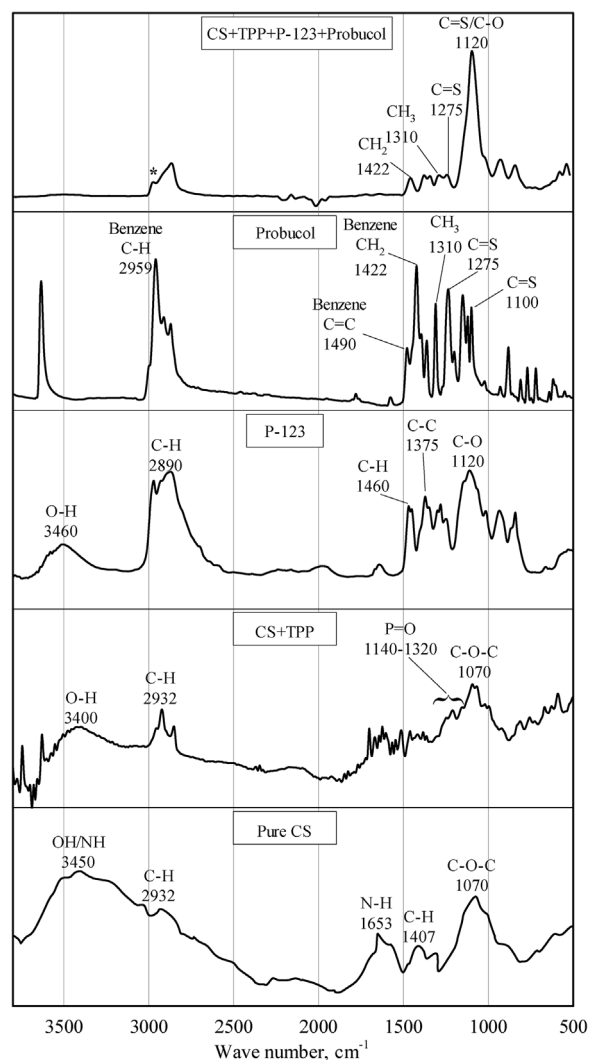 CS+TPP+P-123+Probucol
C=S/C-O
1120
C=S
1275
CH3
1310
CH2
1422
*
Probucol
Benzene
C-H
2959
Benzene
CH2
1422
CH3
1310
C=S
1275
C=S
1100
Benzene
C=C
1490
P-123
C-H
2890
C-C
1375
C-O
1120
C-H
1460
O-H
3460
CS+TPP
P=O
1140-1320
C-O-C
1070
C-H
2932
O-H
3400
Pure CS
OH/NH
3450
C-H
2932
C-O-C
1070
N-H
1653
C-H
1407
3500 3000 2500 2000 1500 1000 500
Wave number, cm-1